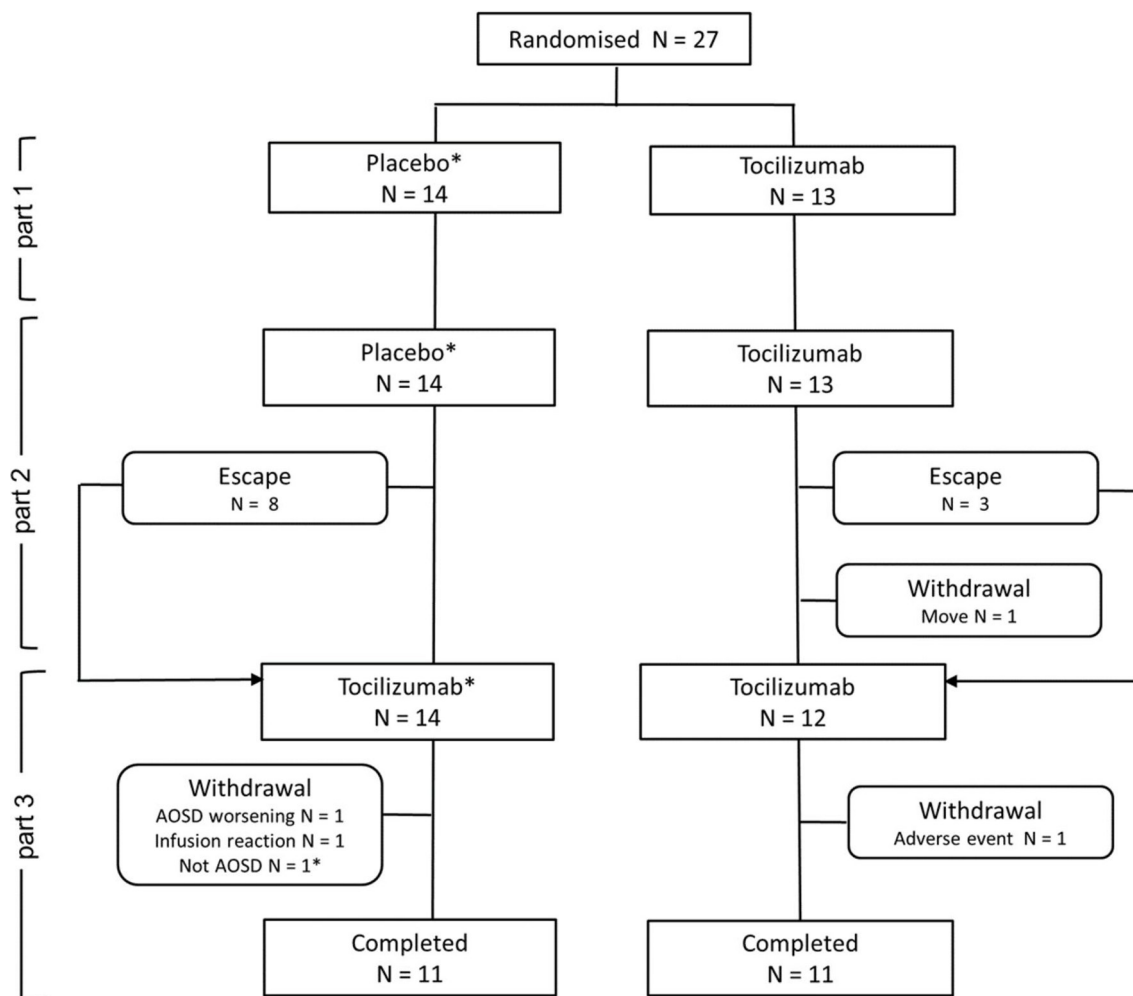 Randomised N = 27
part 1
Placebo*
N = 14
Tocilizumab
N = 13
part 2
Placebo*
N = 14
Tocilizumab
N = 13
Escape
N = 8
Escape
N = 3
Withdrawal
Move N = 1
part 3
Tocilizumab*
N = 14
Tocilizumab
N = 12
Withdrawal
AOSD worsening N = 1
Infusion reaction N = 1
Not AOSD N = 1*
Withdrawal
Adverse event N = 1
Completed
N = 11
Completed
N = 11